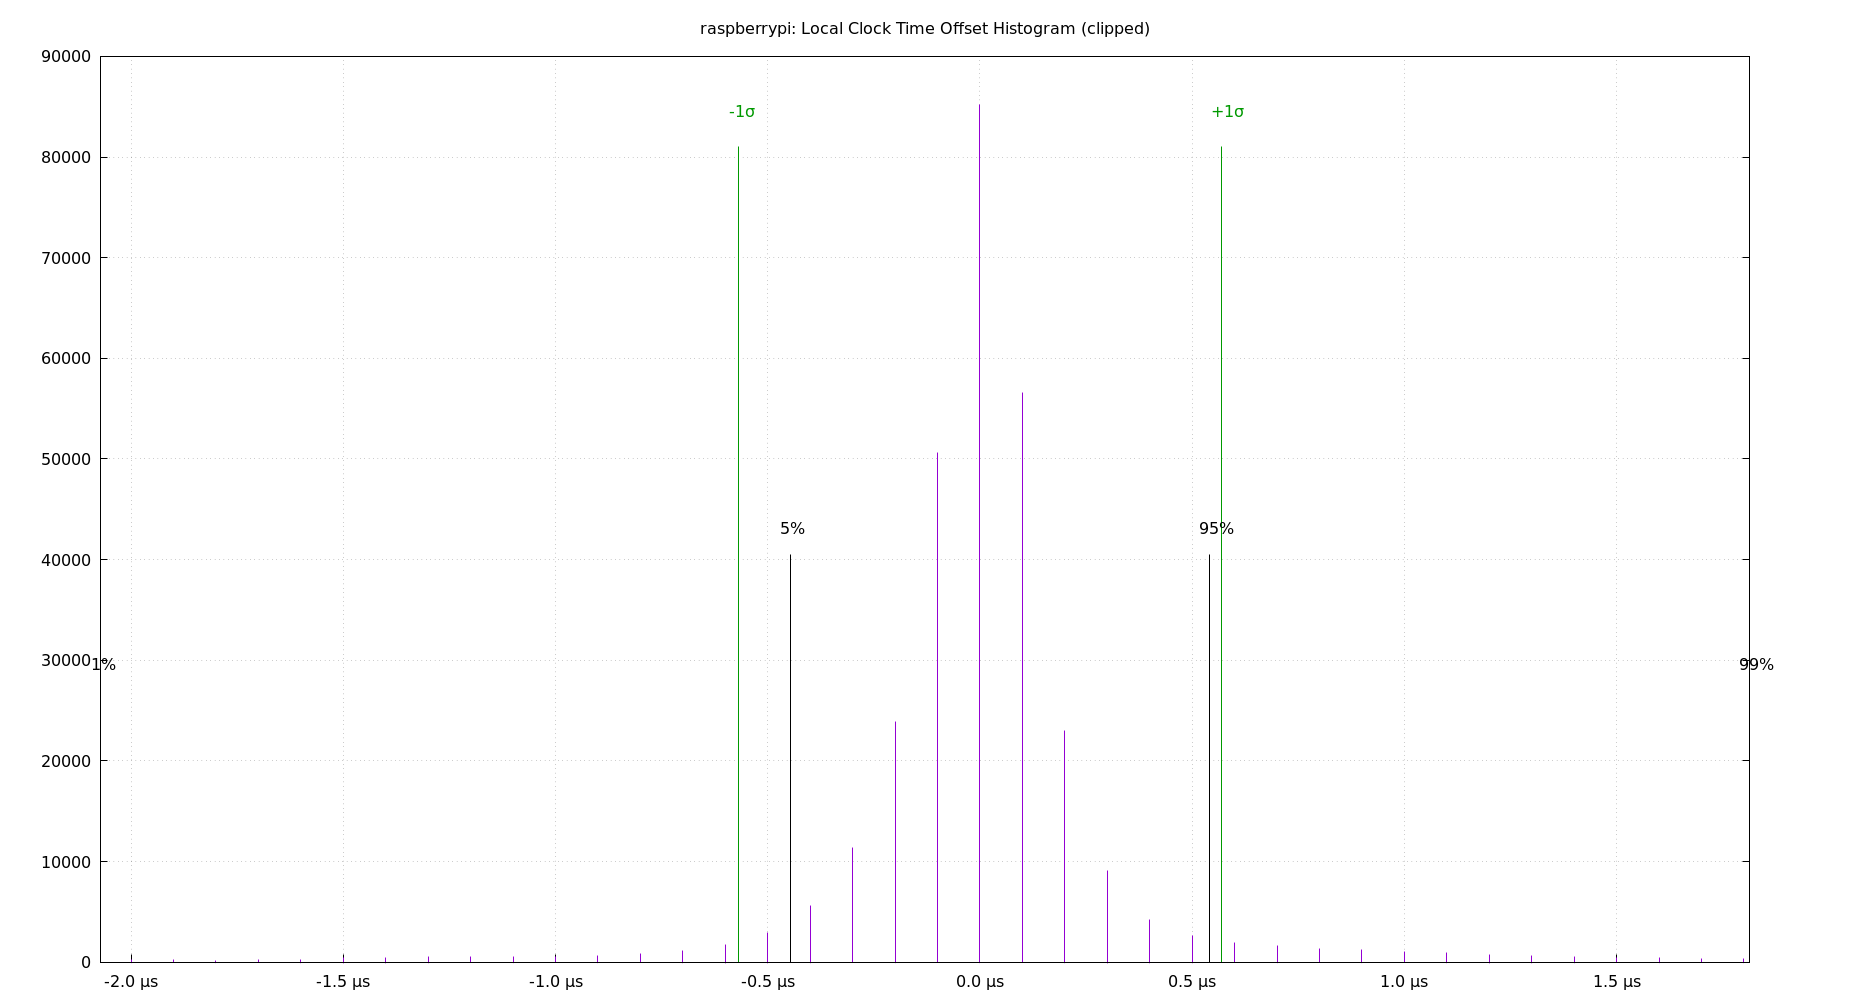 raspberrypi: Local Clock Time Offset Histogram (clipped)
90000
-1σ
+1σ
80000
70000
60000
50000
5%
95%
40000
30000
1%
99%
20000
10000
0
-2.0 µs
-1.5 µs
-1.0 µs
-0.5 µs
0.0 µs
0.5 µs
1.0 µs
1.5 µs